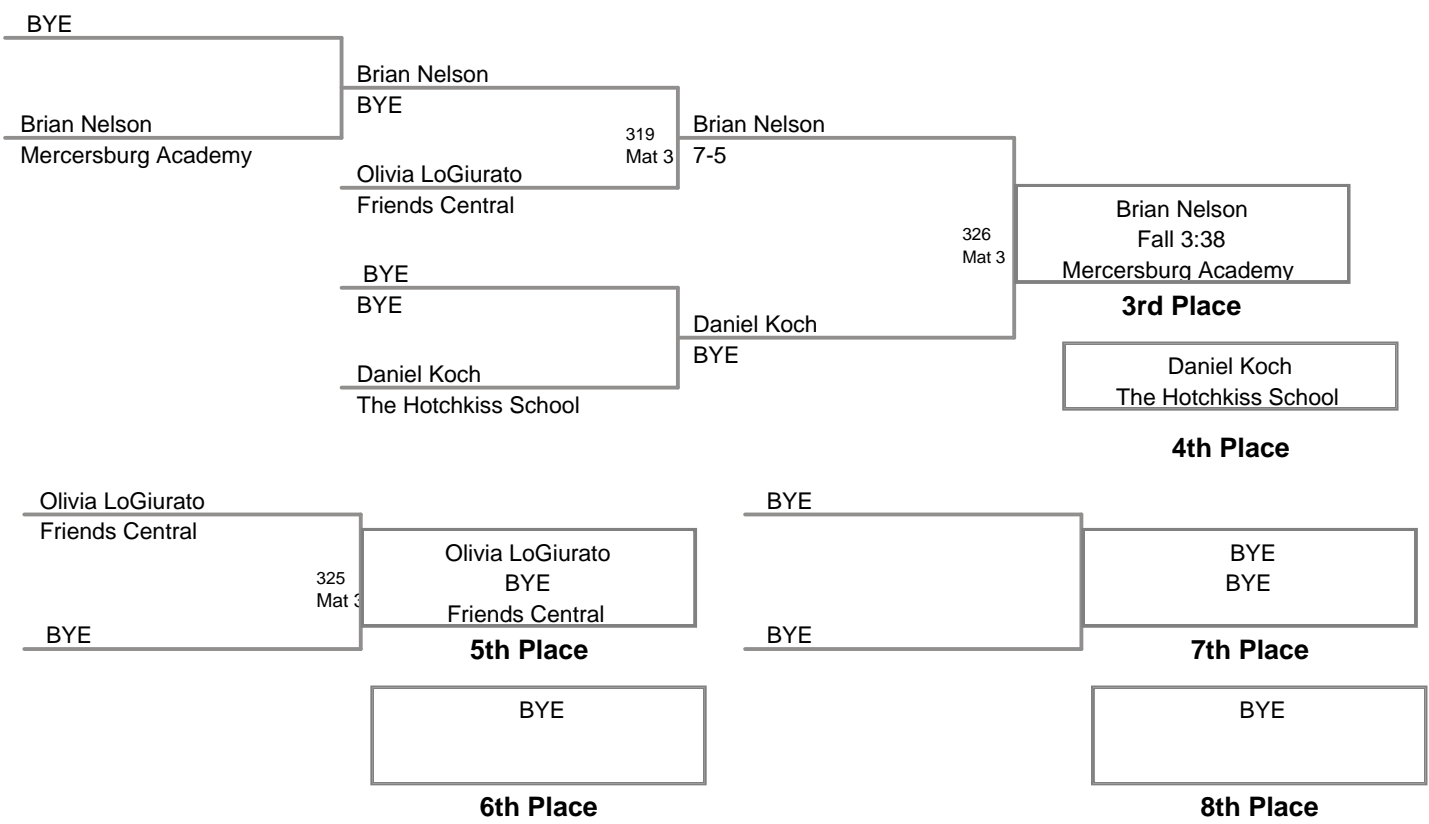 BYE
Brian Nelson
Mercersburg Academy
Brian Nelson
BYE
319
Mat 3
Olivia LoGiurato
Friends Central
BYE
BYE
Daniel Koch
The Hotchkiss School
Brian Nelson
7-5
326
Mat 3
Daniel Koch
BYE
Brian Nelson
Fall 3:38
Mercersburg Academy
3rd Place
Daniel Koch
The Hotchkiss School
4th Place
Olivia LoGiurato
Friends Central
325
Mat 3
BYE
Olivia LoGiurato
BYE
Friends Central
5th Place
BYE
6th Place
BYE
BYE
BYE
BYE
7th Place
BYE
8th Place